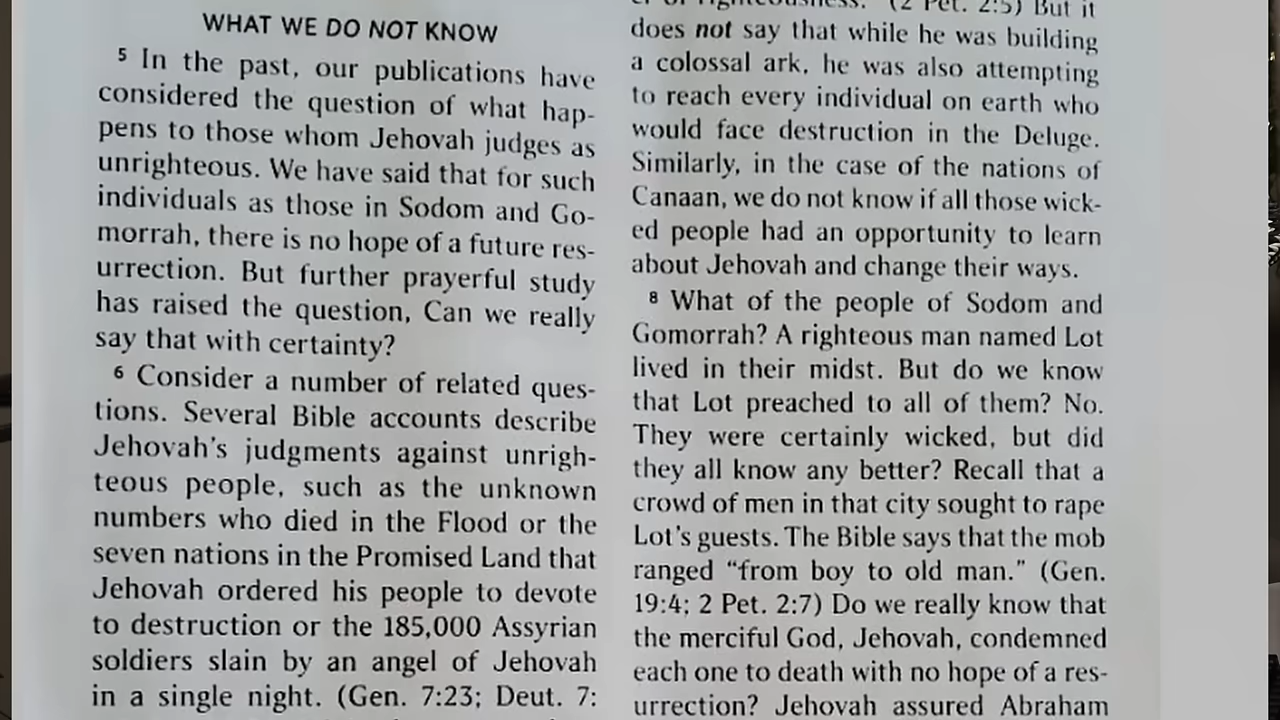 WHAT WE DO NOT KNOW
5 In the past, our publications have
considered the question of what hap-
pens to those whom Jehovah judges as
unrighteous. We have said that for such
individuals as those in Sodom and Go-
morrah, there is no hope of a future res-
urrection. But further prayerful study
has raised the question, Can we really
say that with certainty?
6 Consider a number of related ques-
tions. Several Bible accounts describe
Jehovah's judgments against unrigh-
teous people, such as the unknown
numbers who died in the Flood or the
seven nations in the Promised Land that
Jehovah ordered his people to devote
to destruction or the 185,000 Assyrian
soldiers slain by an angel of Jehovah
in a single night. (Gen. 7:23; Deut. 7:
er of righteousness." (2 Pet. 2:5) But it
does not say that while he was building
a colossal ark, he was also attempting
to reach every individual on earth who
would face destruction in the Deluge.
Similarly, in the case of the nations of
Canaan, we do not know if all those wick-
ed people had an opportunity to learn
about Jehovah and change their ways.
8 What of the people of Sodom and
Gomorrah? A righteous man named Lot
lived in their midst. But do we know
that Lot preached to all of them? No.
They were certainly wicked, but did
they all know any better? Recall that a
crowd of men in that city sought to rape
Lot's guests. The Bible says that the mob
ranged "from boy to old man." (Gen.
19:4; 2 Pet. 2:7) Do we really know that
the merciful God, Jehovah, condemned
each one to death with no hope of a res-
urrection? Jehovah assured Abraham